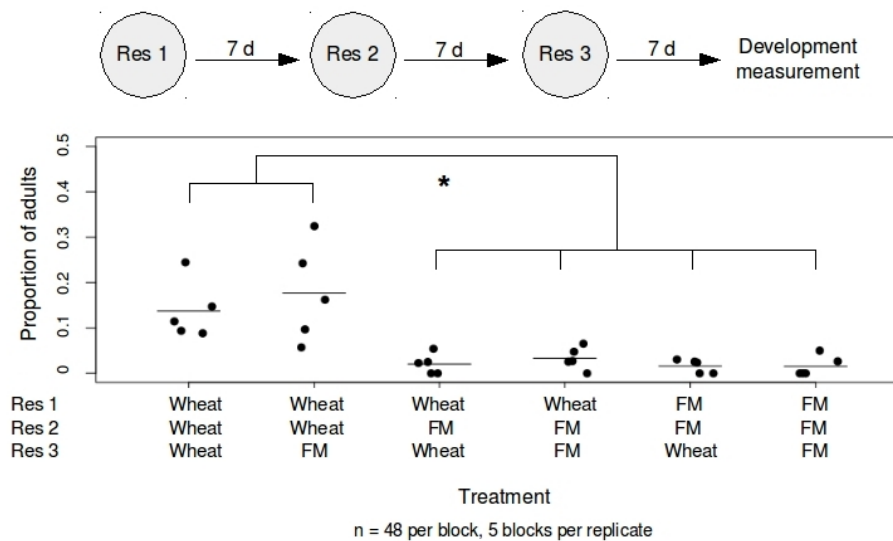 Res 1 7 d Res 2 7 d Res 3 7 d Development
measurement
Proportion of adults
0.5
0.4
0.3
0.2
0.1
0
*
Res 1 Wheat Wheat Wheat Wheat FM FM
Res 2 Wheat Wheat FM FM FM FM
Res 3 Wheat FM Wheat FM Wheat FM
Treatment
n = 48 per block, 5 blocks per replicate